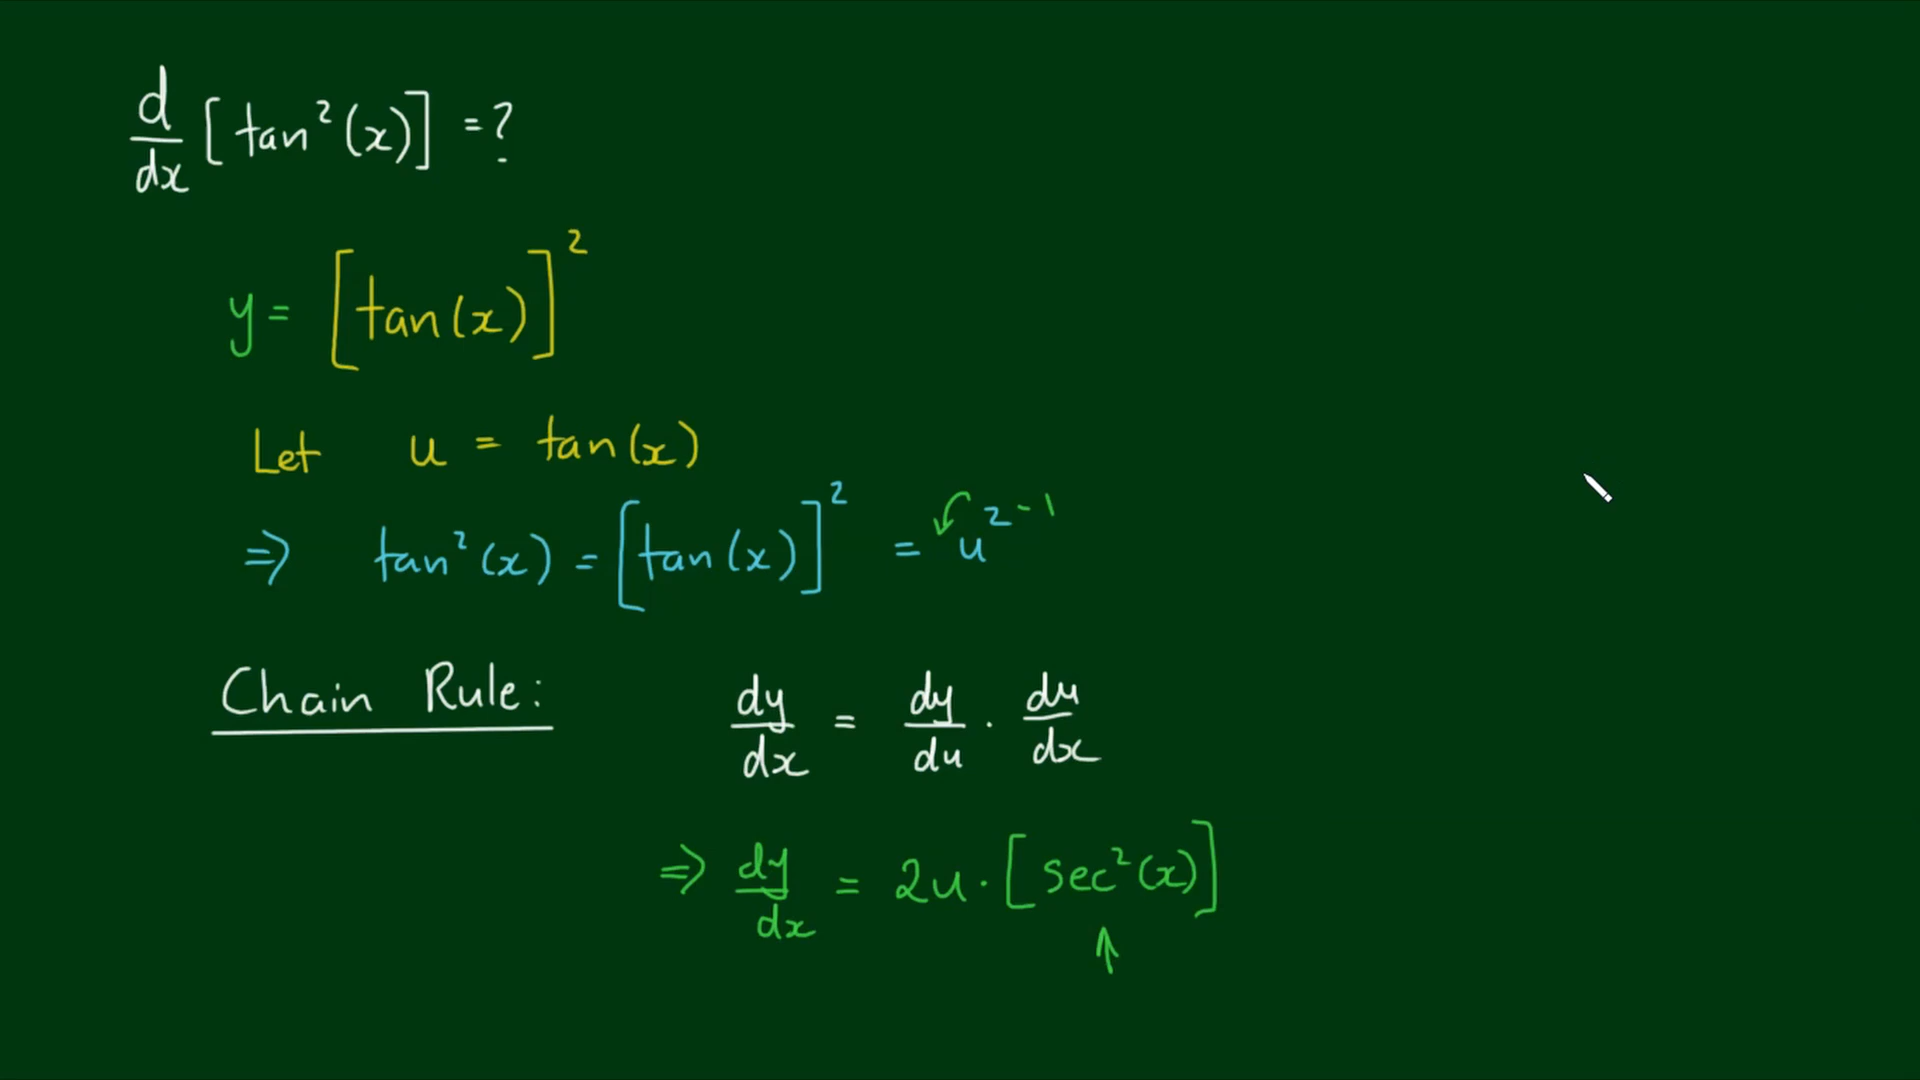 d/dx [tan²(x)] =?
y = [tan(x)]²
Let u = tan(x)
⇒ tan²(x) = [tan(x)]² = u²⁻¹
Chain Rule: dy/dx = dy/du · du/dx
⇒ dy/dx = 2u · [sec²(x)]
↑